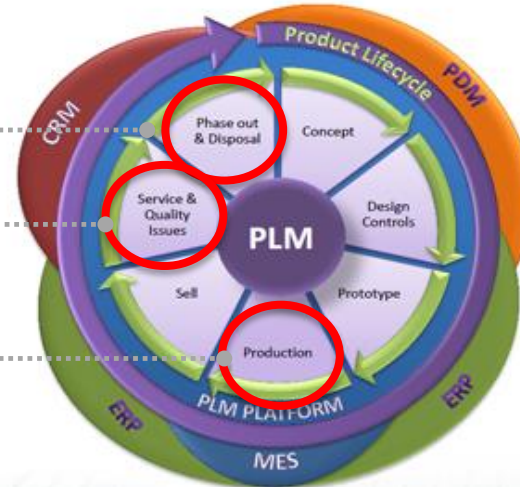 Product Lifecycle
PDM
CRM
Phase out
& Disposal
Concept
Service &
Quality
Issues
Design
Controls
PLM
Sell
Prototype
Production
PLM PLATFORM
ERP
ERP
MES